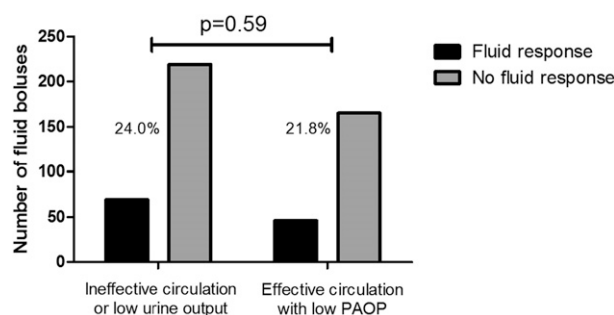 p=0.59
Fluid response
No fluid response
Number of fluid boluses
250
200
150
100
50
0
24.0%
21.8%
Ineffective circulation
or low urine output
Effective circulation
with low PAOP